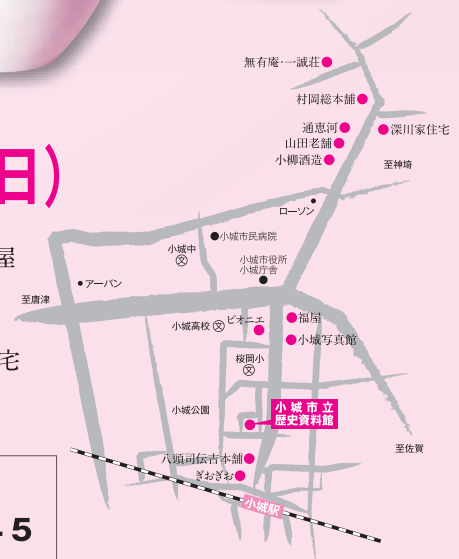 無有庵・一誠荘
村岡総本舗
通恵河
深川家住宅
山田老舗
小柳酒造
至神埼
日)
ローソン
小城中
文
小城市民病院
屋
小城市役所
小城庁舎
アーバン
至唐津
小城高校
文
ピオニエ
福屋
小城写真館
宅
桜岡小
文
小城公園
小城市立
歴史資料館
至佐賀
八頭司伝吉本舗
ぎおぎお
小城駅
45